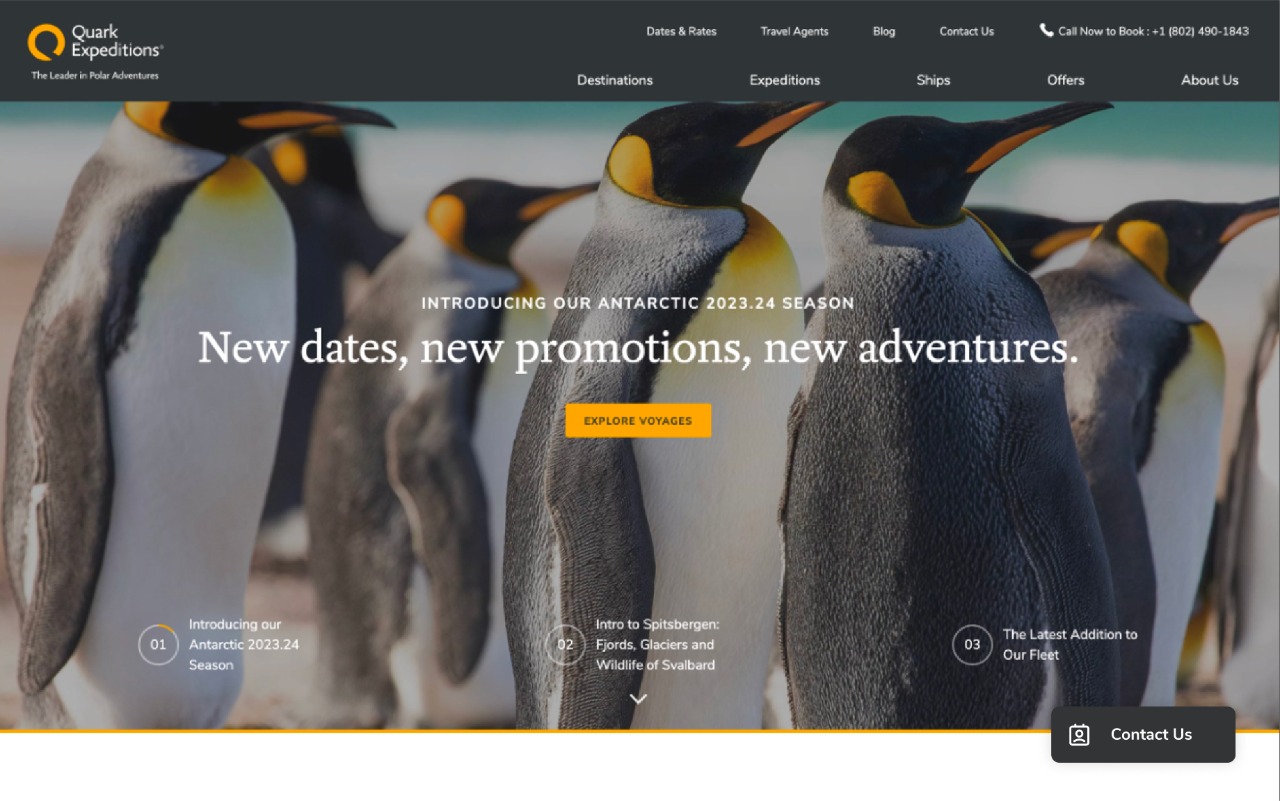 Quark
Expeditions®
The Leader in Polar Adventures
Dates & Rates
Travel Agents
Blog
Contact Us
Call Now to Book : +1 (802) 490-1843
Destinations
Expeditions
Ships
Offers
About Us
INTRODUCING OUR ANTARCTIC 2023.24 SEASON
New dates, new promotions, new adventures.
EXPLORE VOYAGES
01
Introducing our
Antarctic 2023.24
Season
02
Intro to Spitsbergen:
Fjords, Glaciers and
Wildlife of Svalbard
03
The Latest Addition to
Our Fleet
Contact Us